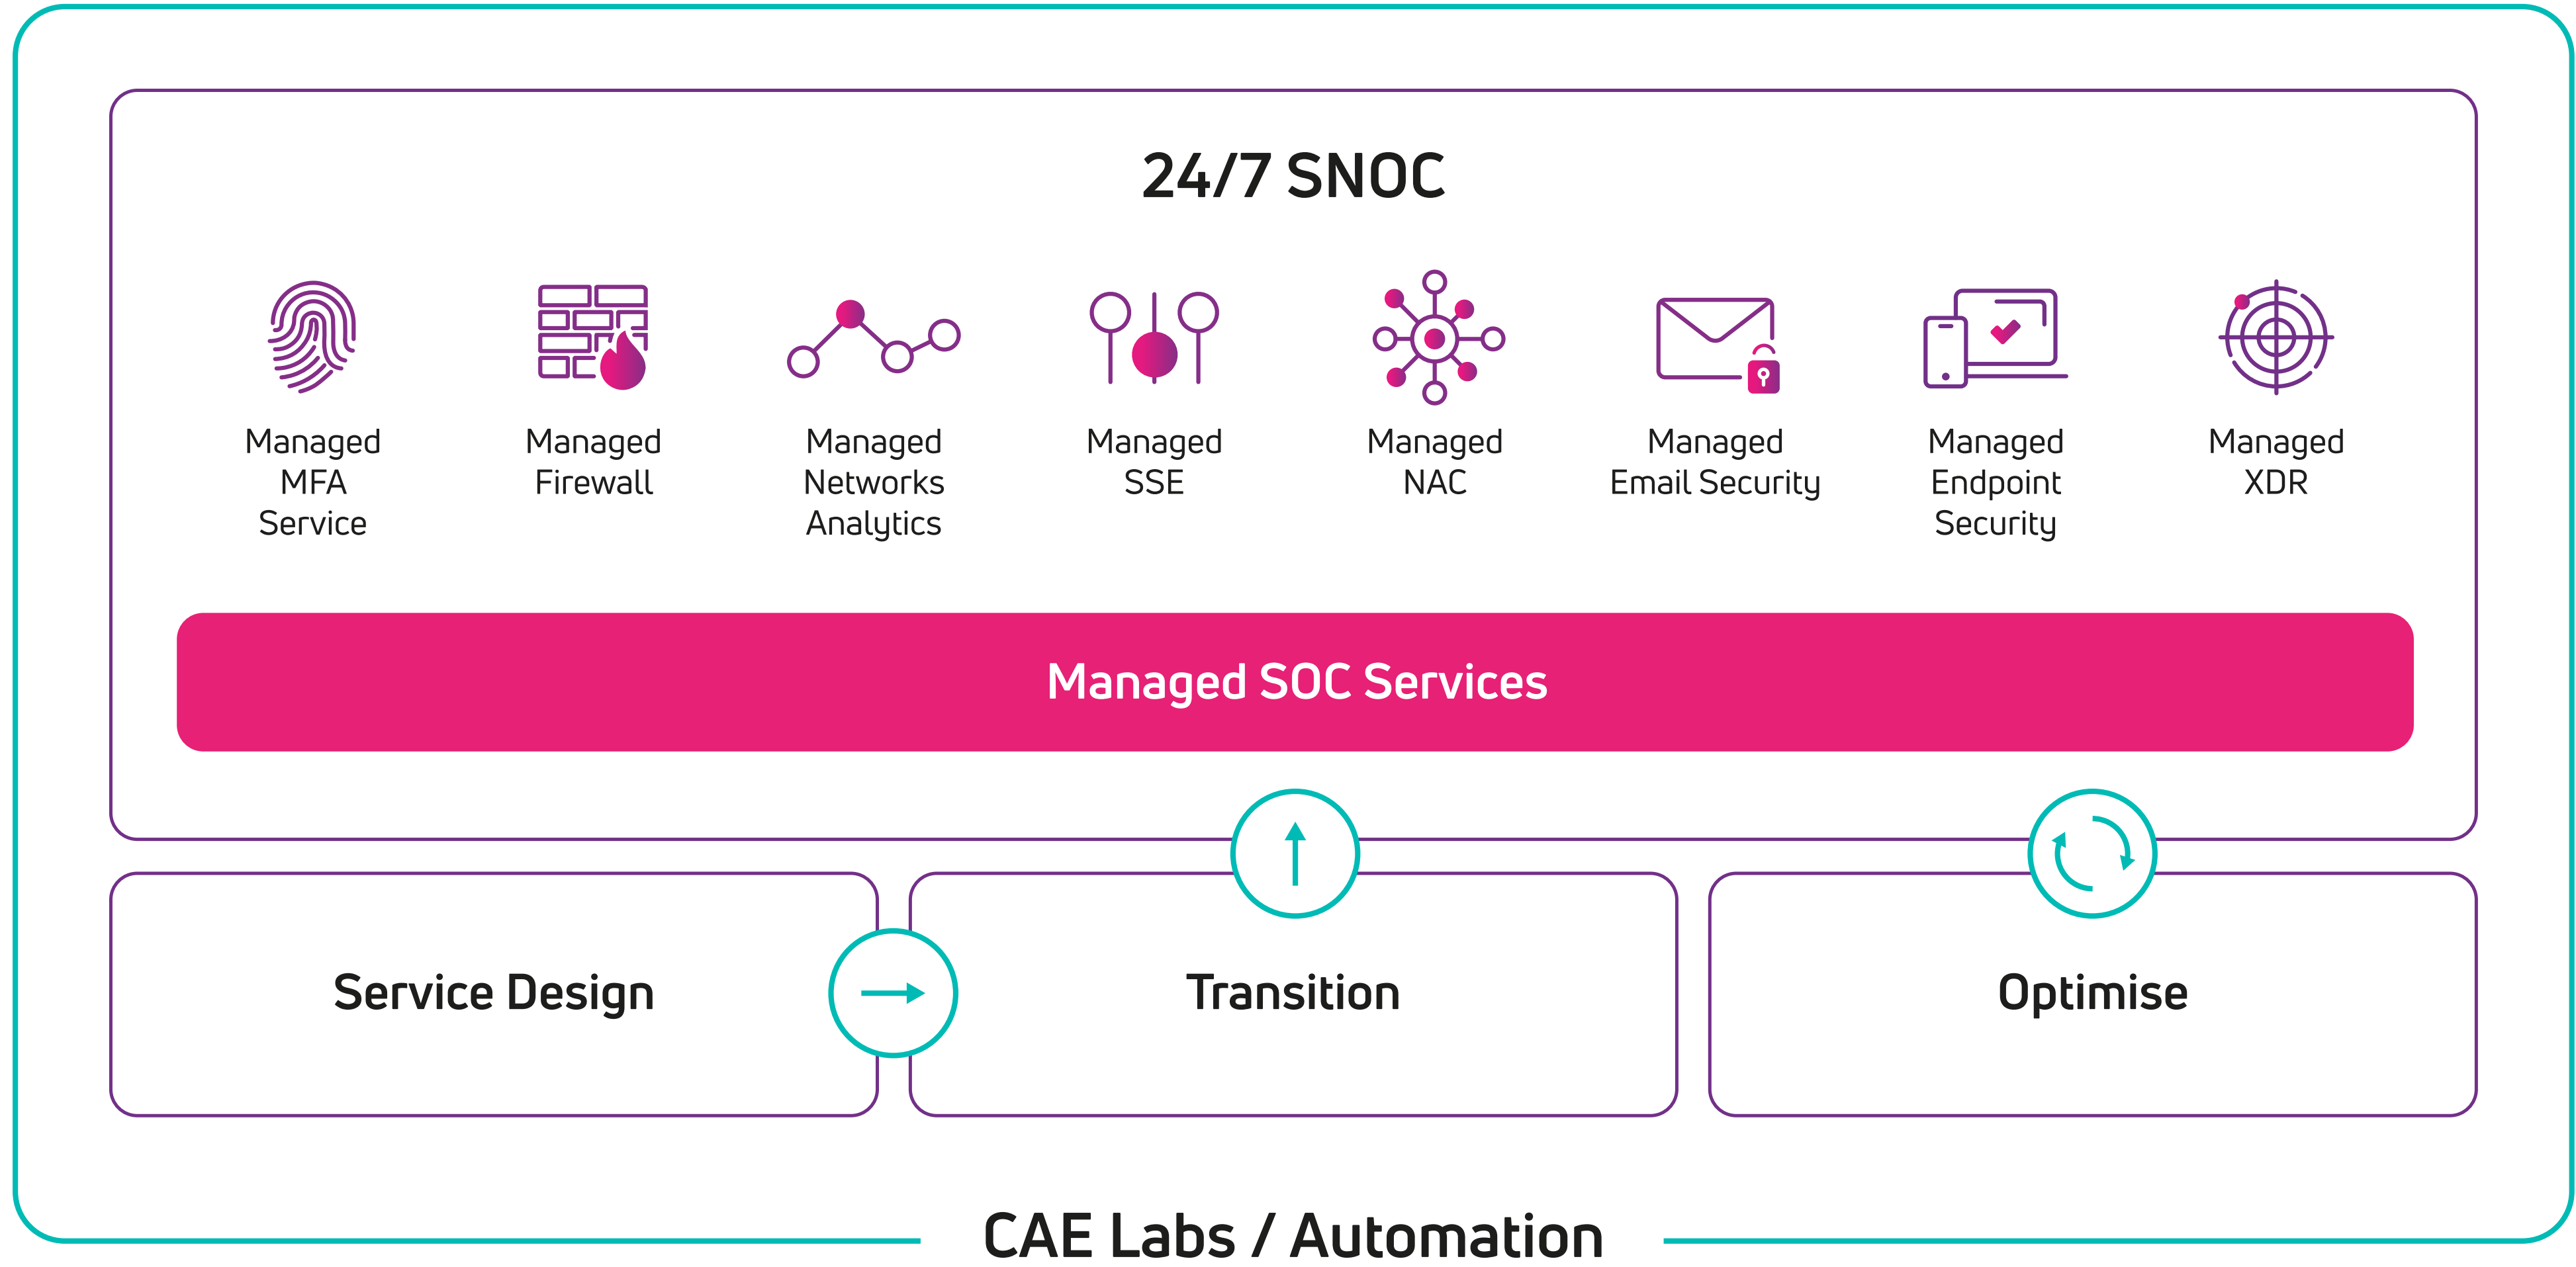 24/7 SNOC
Managed
MFA
Service
Managed
Firewall
Managed
Networks
Analytics
Managed
SSE
Managed
NAC
Managed
Email Security
Managed
Endpoint
Security
Managed
XDR
Managed SOC Services
Service Design
Transition
Optimise
CAE Labs / Automation